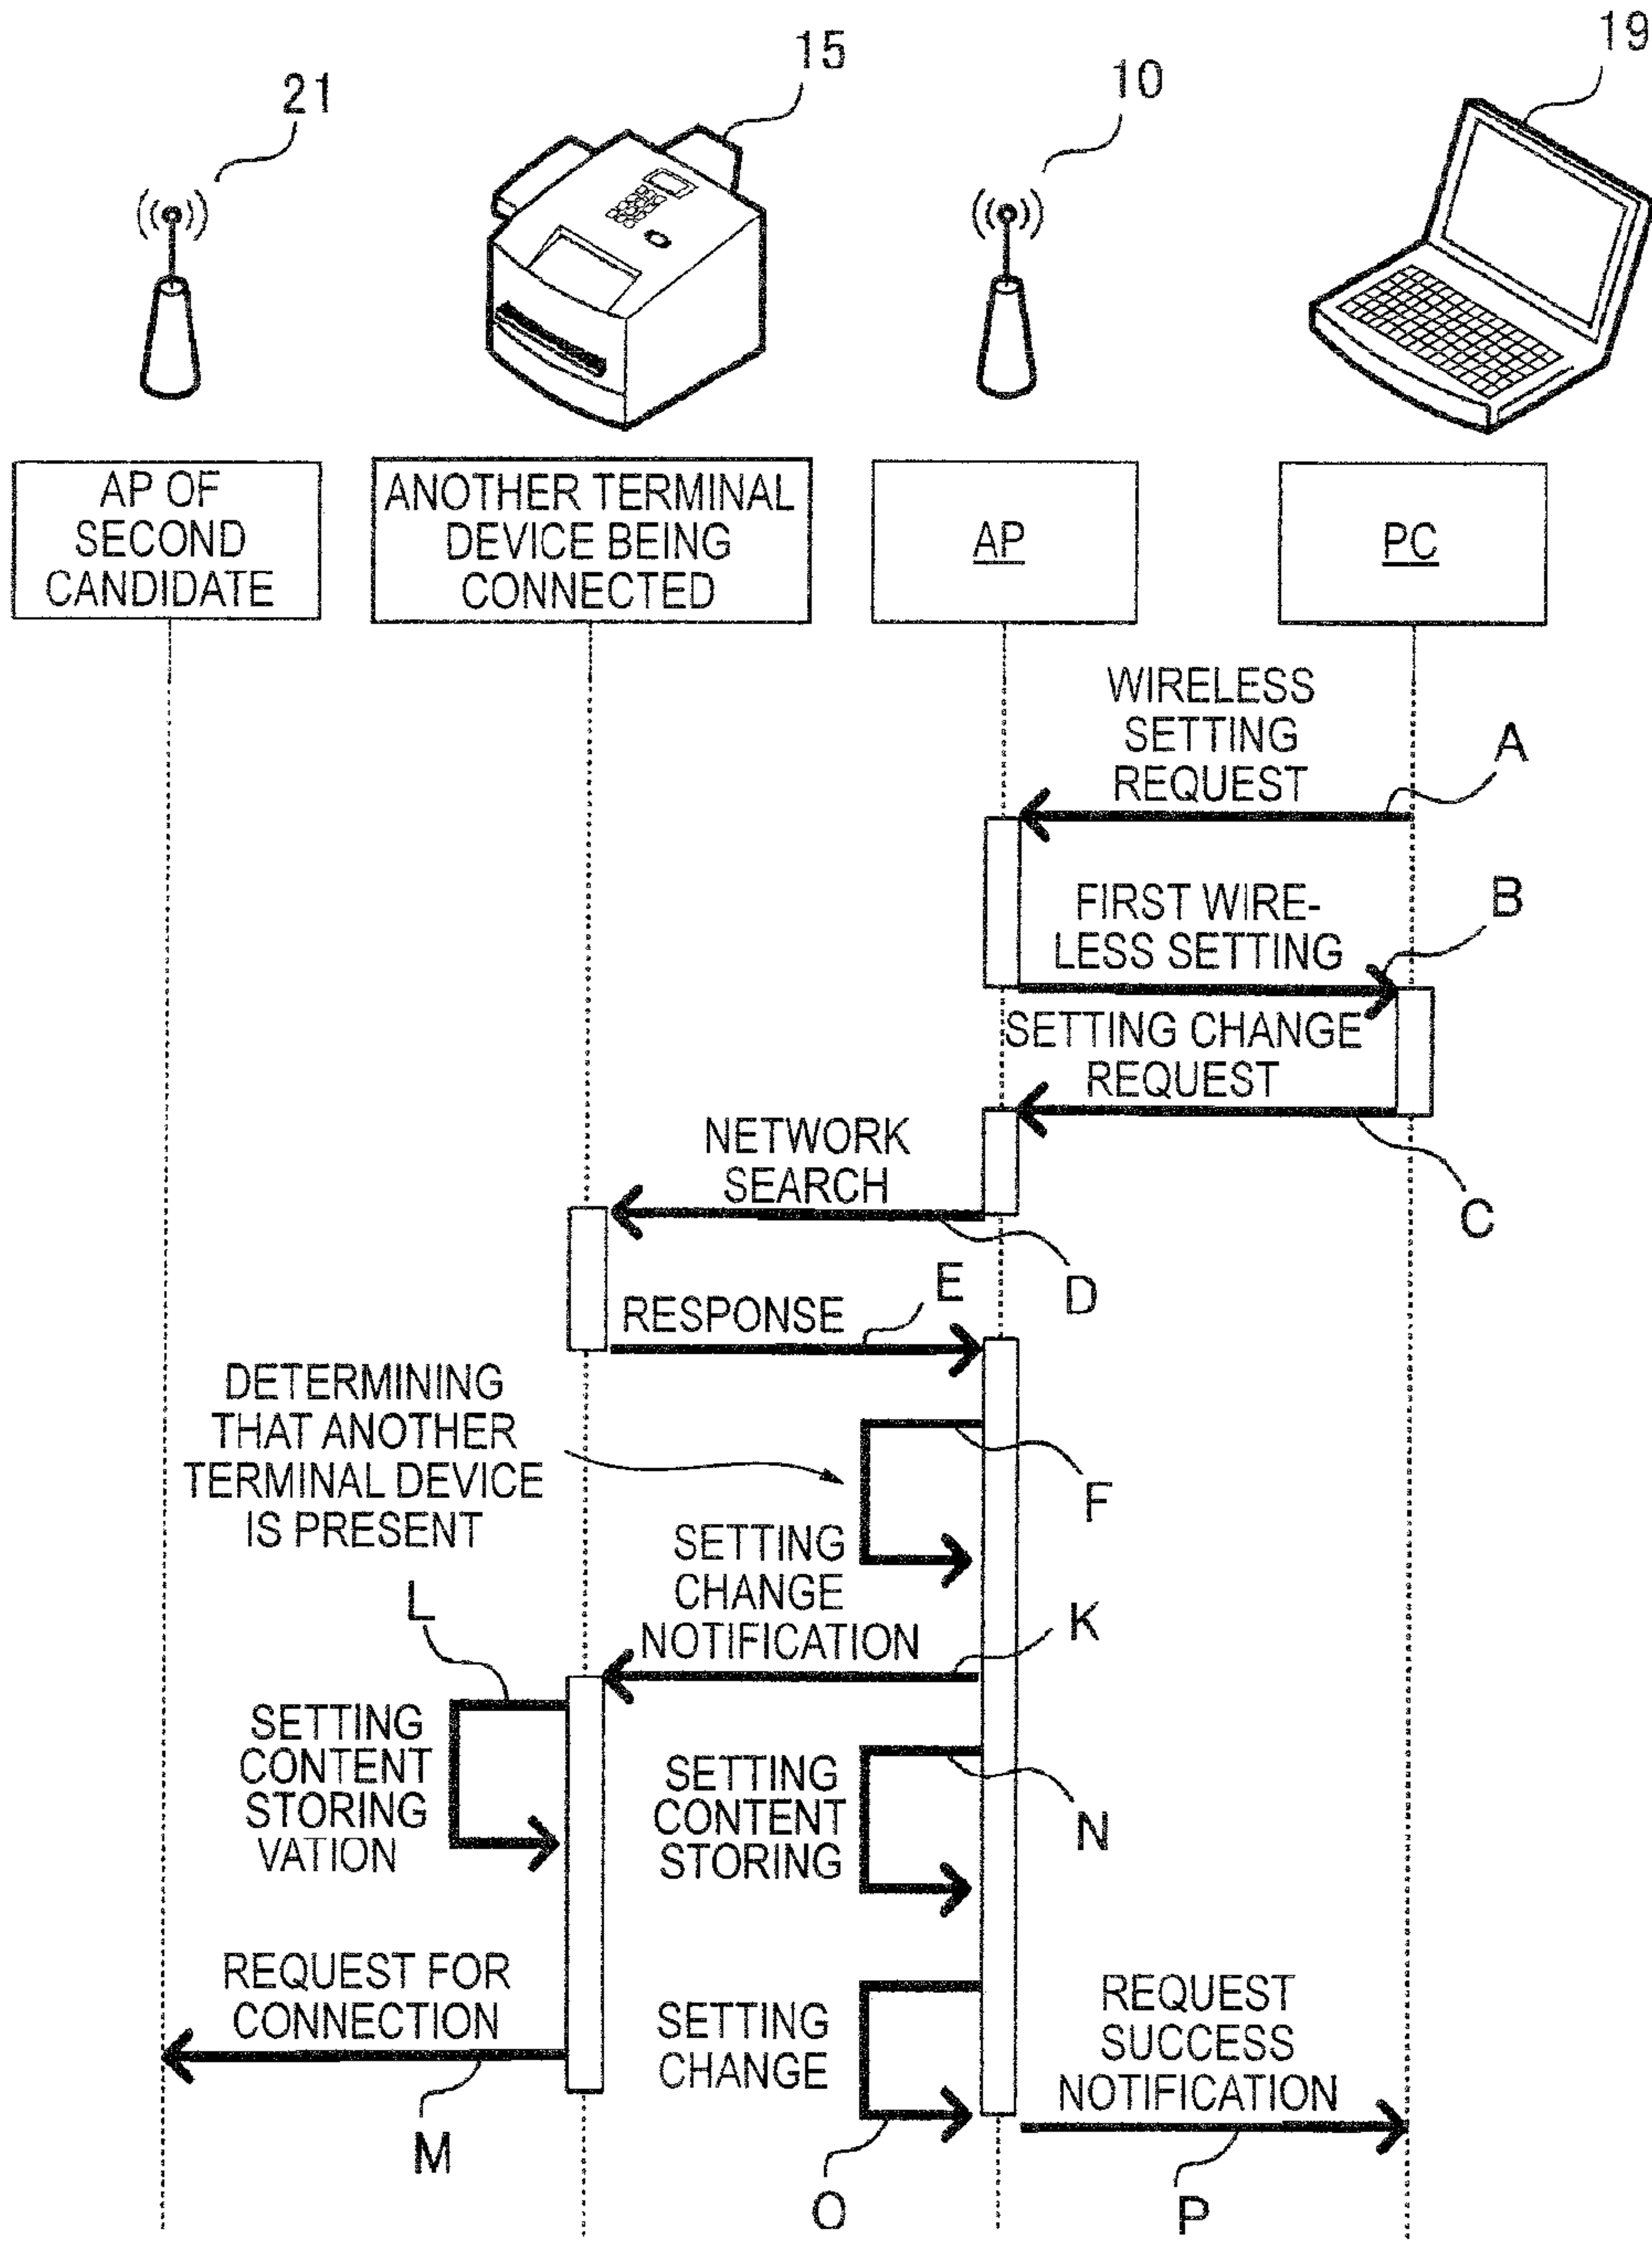 21
15
10
19
AP OF
SECOND
CANDIDATE
ANOTHER TERMINAL
DEVICE BEING
CONNECTED
AP
PC
WIRELESS
SETTING
REQUEST
A
FIRST WIRE-
LESS SETTING
B
SETTING CHANGE
REQUEST
C
NETWORK
SEARCH
D
RESPONSE
E
DETERMINING
THAT ANOTHER
TERMINAL DEVICE
IS PRESENT
F
SETTING
CHANGE
NOTIFICATION
K
L
SETTING
CONTENT
STORING
VATION
SETTING
CONTENT
STORING
N
REQUEST FOR
CONNECTION
M
SETTING
CHANGE
O
REQUEST
SUCCESS
NOTIFICATION
P